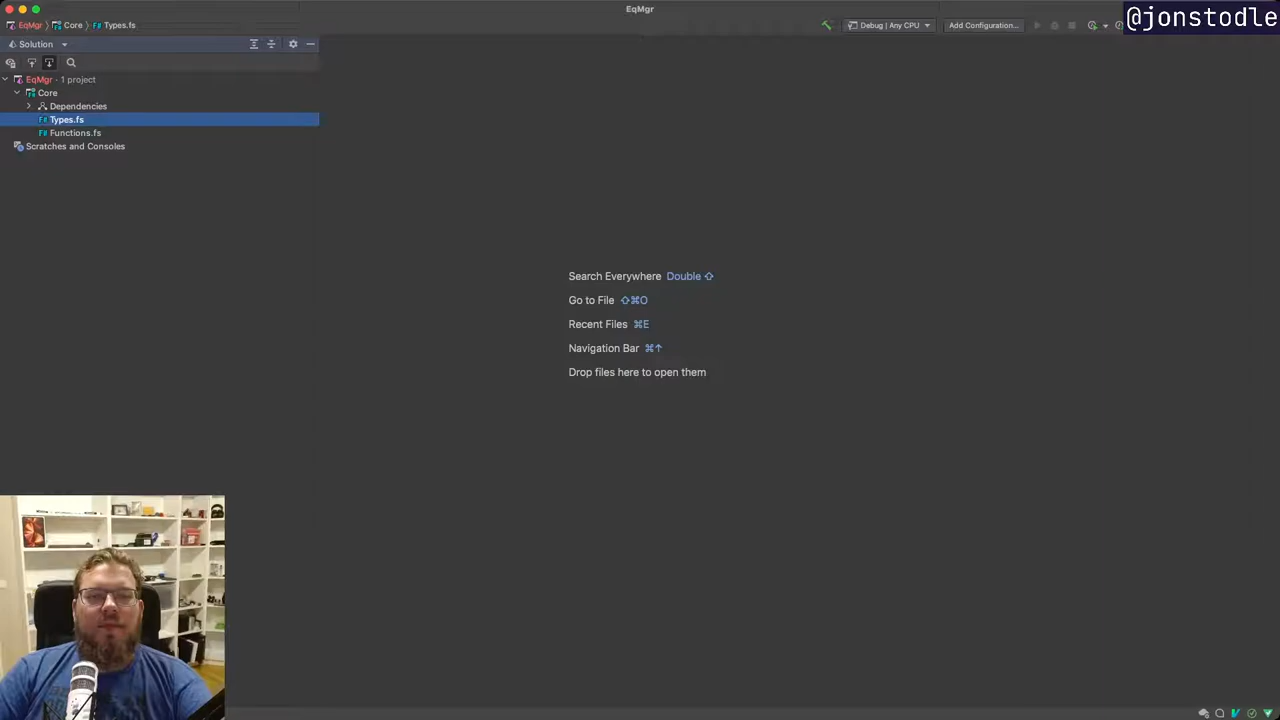 EqMgr
@jonstodle
EqMgr Core Types.fs
Debug | Any CPU
Add Configuration...
Solution
EqMgr · 1 project
Core
Dependencies
F# Types.fs
F# Functions.fs
Scratches and Consoles
Search Everywhere Double ⇧
Go to File ⇧⌘O
Recent Files ⌘E
Navigation Bar ⌘↑
Drop files here to open them